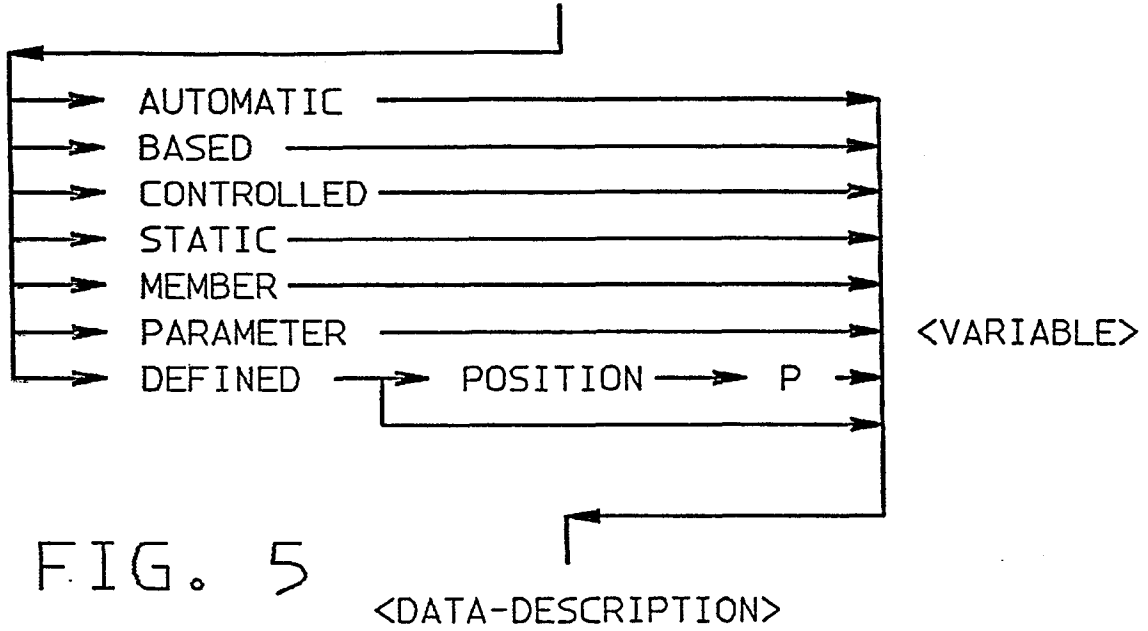 AUTOMATIC
BASED
CONTROLLED
STATIC
MEMBER
PARAMETER <VARIABLE>
DEFINED POSITION P
FIG. 5
<DATA-DESCRIPTION>